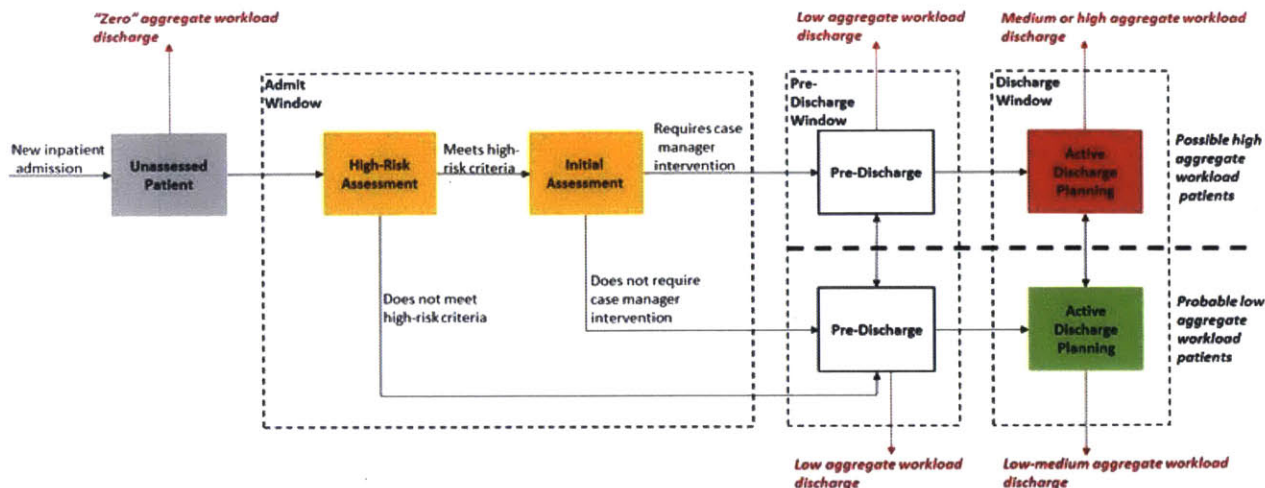 "Zero" aggregate workload
discharge
Low aggregate workload
discharge
Medium or high aggregate workload
discharge
Admit
Window
Pre-
Discharge
Window
Discharge
Window
New inpatient
admission
Unassessed
Patient
High-Risk
Assessment
Meets high-
risk criteria
Initial
Assessment
Requires case
manager
intervention
Pre-Discharge
Active
Discharge
Planning
Possible high
aggregate
workload
patients
Does not meet
high-risk criteria
Does not require
case manager
intervention
Pre-Discharge
Active
Discharge
Planning
Probable low
aggregate
workload
patients
Low aggregate workload
discharge
Low-medium aggregate workload
discharge